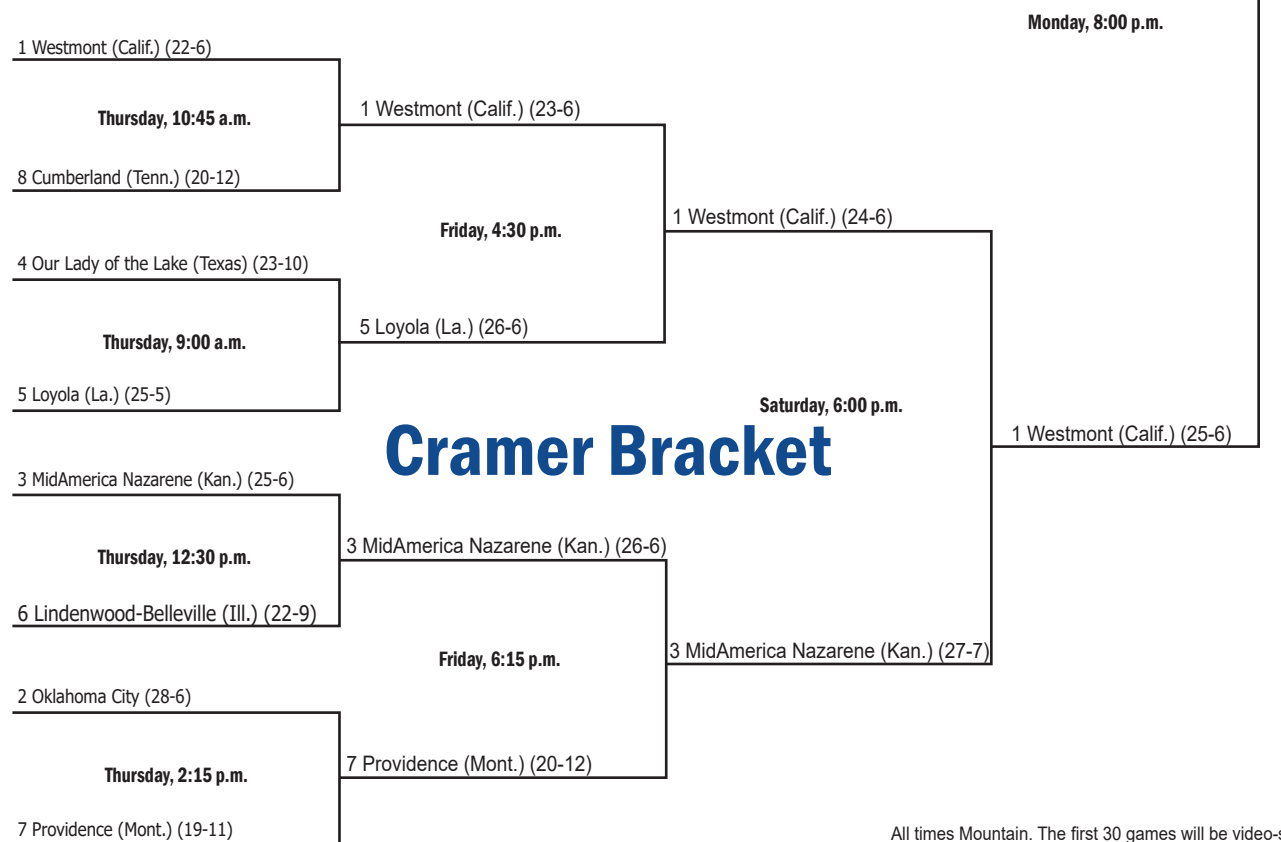 Monday, 8:00 p.m.
1 Westmont (Calif.) (22-6)
Thursday, 10:45 a.m.
8 Cumberland (Tenn.) (20-12)
1 Westmont (Calif.) (23-6)
Friday, 4:30 p.m.
1 Westmont (Calif.) (24-6)
4 Our Lady of the Lake (Texas) (23-10)
Thursday, 9:00 a.m.
5 Loyola (La.) (26-6)
5 Loyola (La.) (25-5)
Saturday, 6:00 p.m.
Cramer Bracket
1 Westmont (Calif.) (25-6)
3 MidAmerica Nazarene (Kan.) (25-6)
Thursday, 12:30 p.m.
3 MidAmerica Nazarene (Kan.) (26-6)
6 Lindenwood-Belleville (Ill.) (22-9)
Friday, 6:15 p.m.
3 MidAmerica Nazarene (Kan.) (27-7)
2 Oklahoma City (28-6)
Thursday, 2:15 p.m.
7 Providence (Mont.) (20-12)
7 Providence (Mont.) (19-11)
All times Mountain. The first 30 games will be